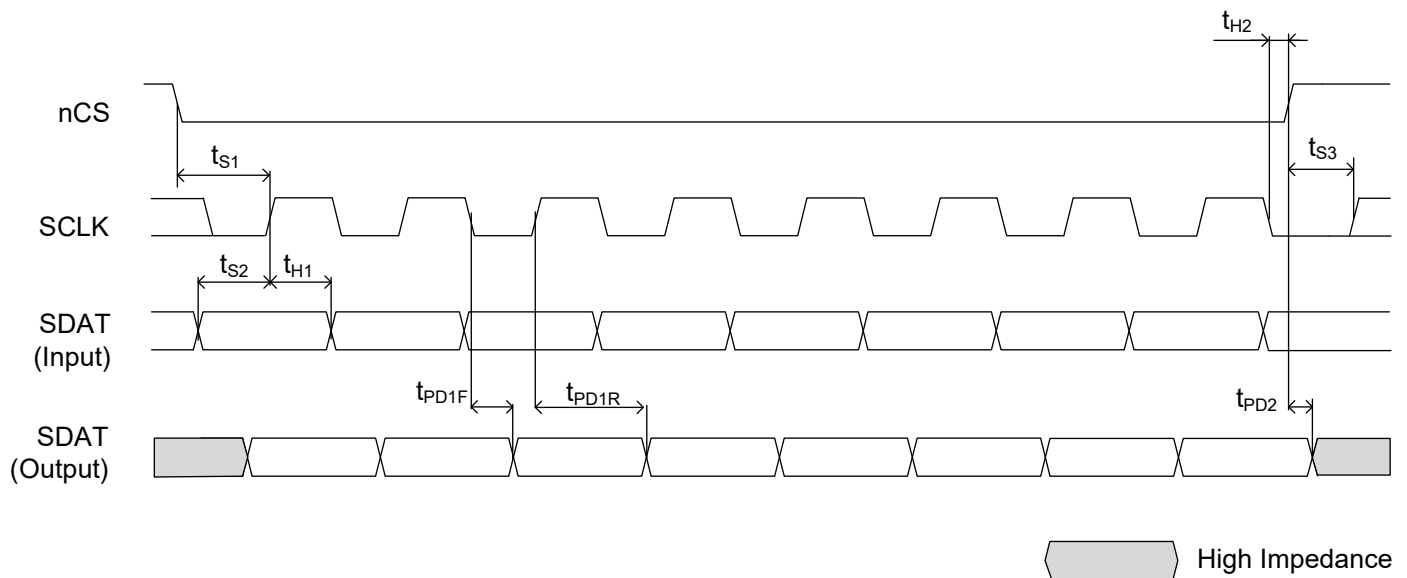 tH2
nCS
tS1
tS3
SCLK
tS2
tH1
SDAT
(Input)
tPD1F
tPD1R
tPD2
SDAT
(Output)
High Impedance